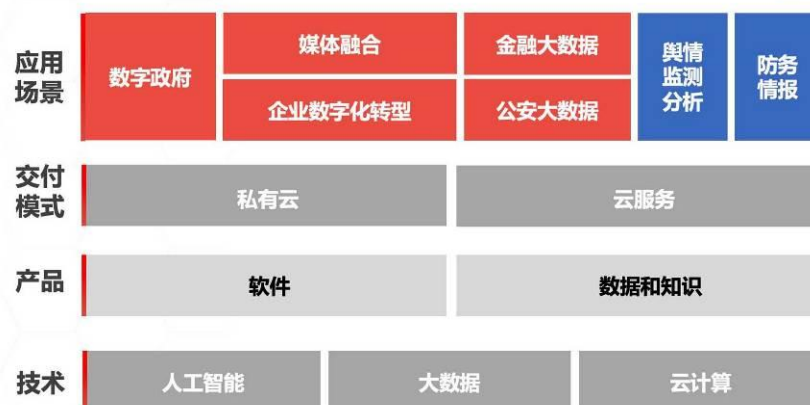 应用
场景
数字政府
媒体融合
企业数字化转型
金融大数据
公安大数据
舆情
监测
分析
防务
情报
交付
模式
私有云
云服务
产品
软件
数据和知识
技术
人工智能
大数据
云计算